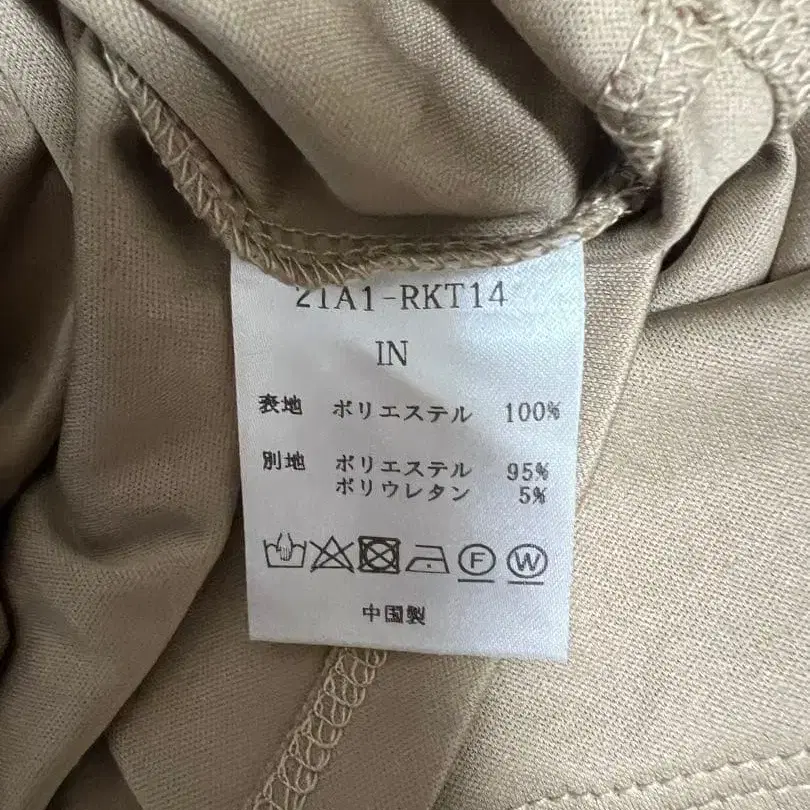 21A1-RKT14
IN
表地 ポリエステル 100%
別地 ポリエステル 95%
ポリウレタン 5%
F W
中国製